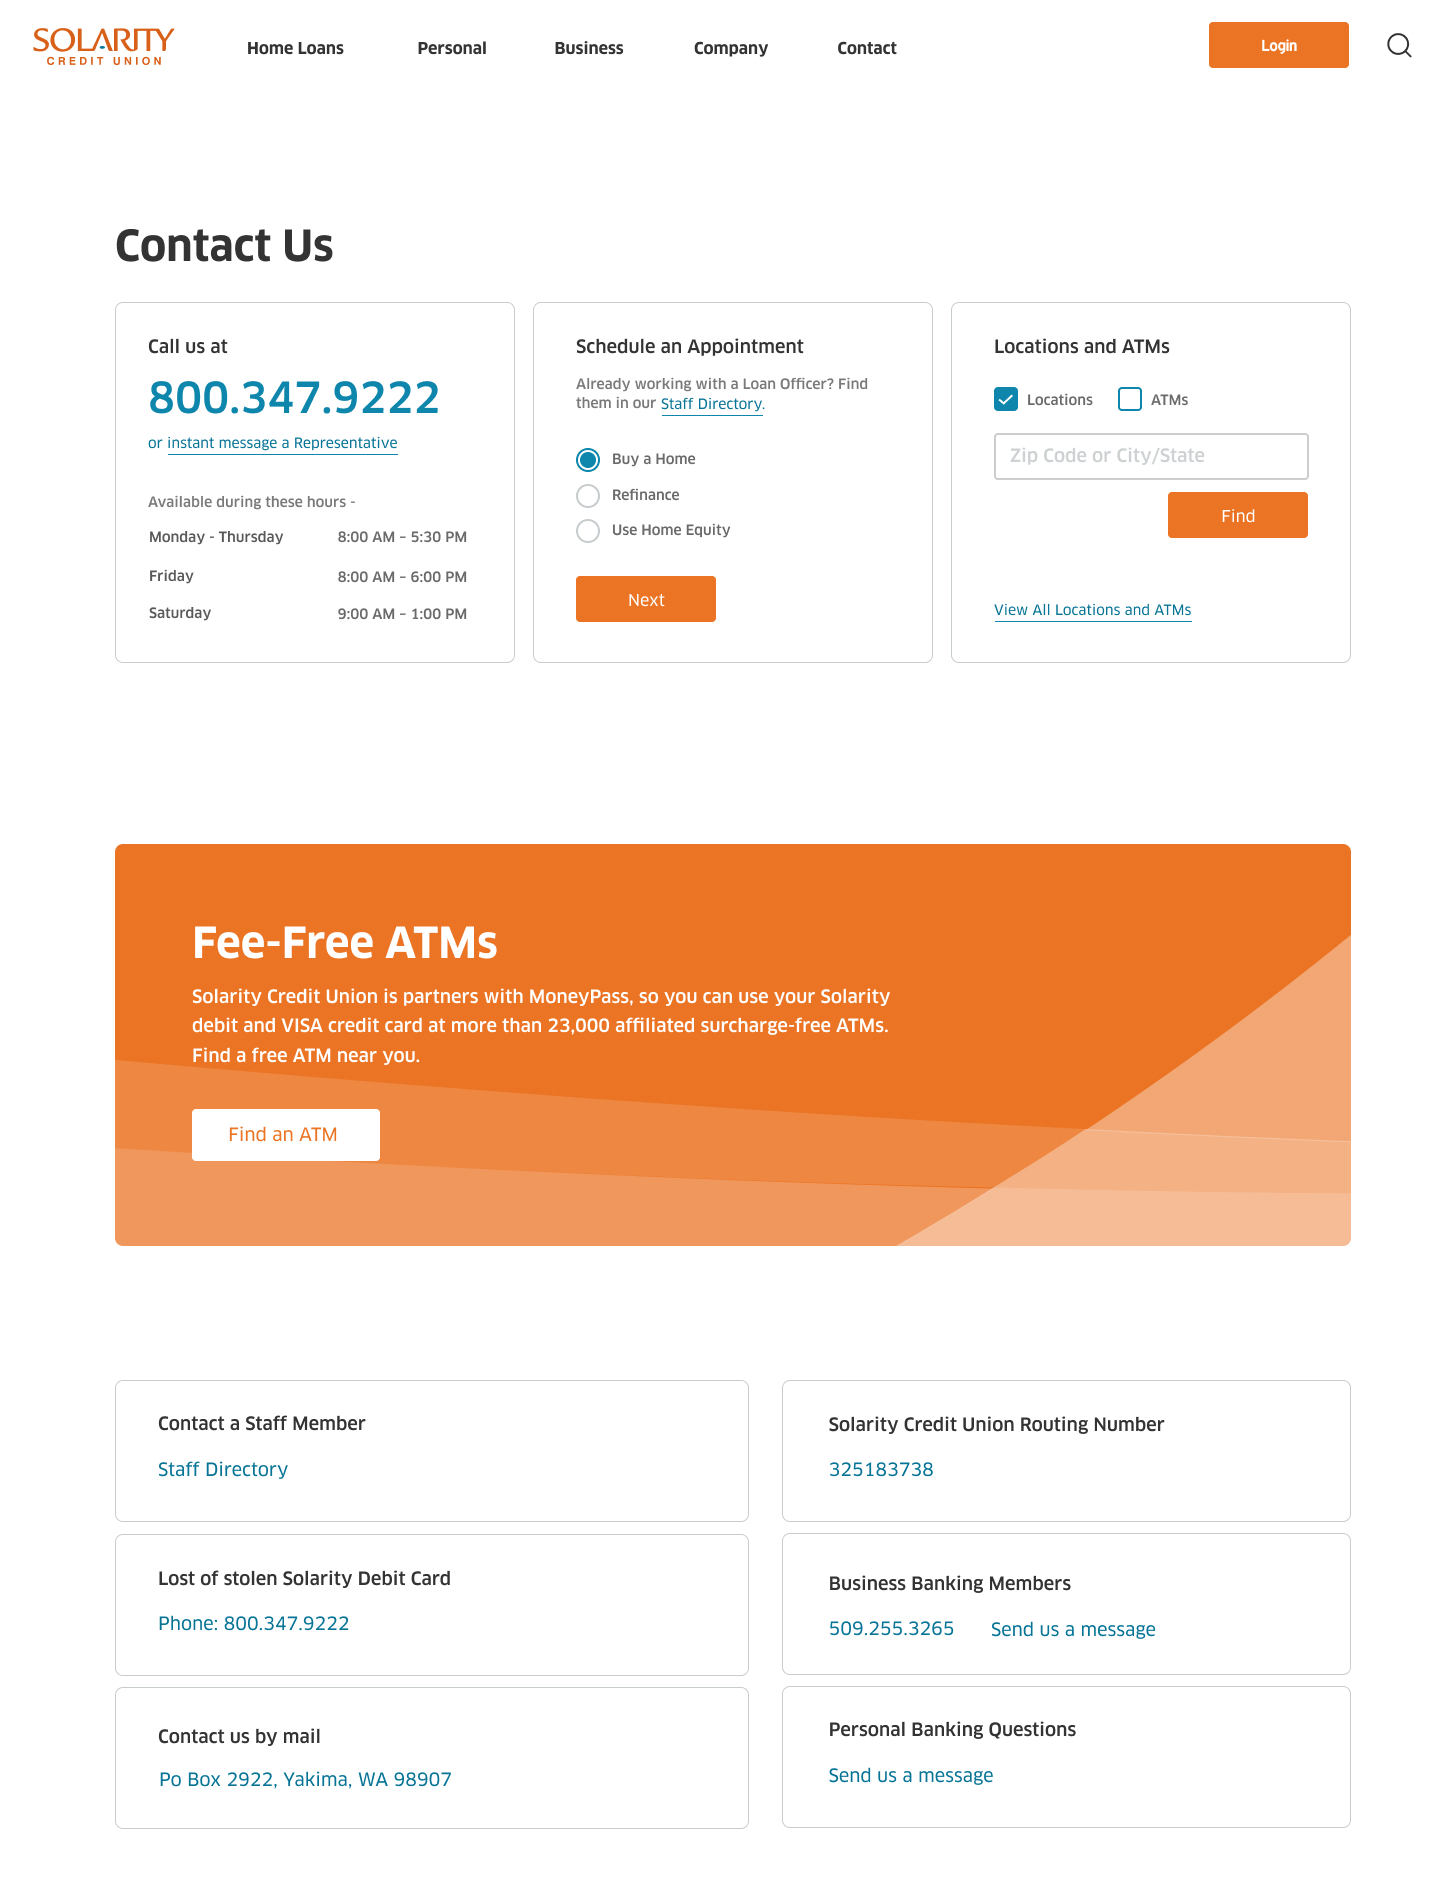 SOLARITY
CREDIT UNION
Home Loans
Personal
Business
Company
Contact
Login
Contact Us
Call us at
800.347.9222
or instant message a Representative
Available during these hours -
Monday - Thursday 8:00 AM – 5:30 PM
Friday 8:00 AM – 6:00 PM
Saturday 9:00 AM – 1:00 PM
Schedule an Appointment
Already working with a Loan Officer? Find
them in our Staff Directory.
Buy a Home
Refinance
Use Home Equity
Next
Locations and ATMs
Locations
ATMs
Zip Code or City/State
Find
View All Locations and ATMs
Fee-Free ATMs
Solarity Credit Union is partners with MoneyPass, so you can use your Solarity
debit and VISA credit card at more than 23,000 affiliated surcharge-free ATMs.
Find a free ATM near you.
Find an ATM
Contact a Staff Member
Staff Directory
Solarity Credit Union Routing Number
325183738
Lost of stolen Solarity Debit Card
Phone: 800.347.9222
Business Banking Members
509.255.3265 Send us a message
Contact us by mail
Po Box 2922, Yakima, WA 98907
Personal Banking Questions
Send us a message